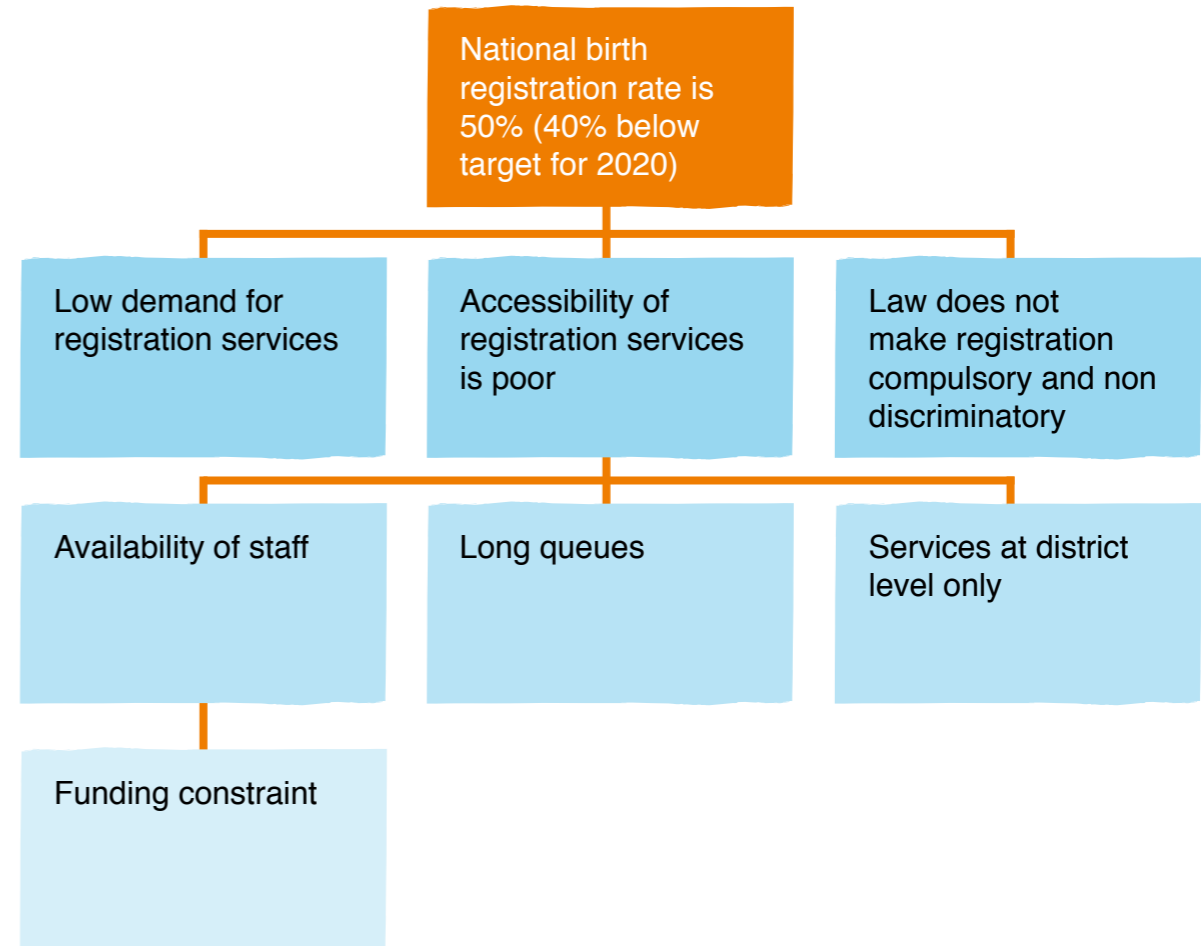 National birth
registration rate is
50% (40% below
target for 2020)
Low demand for
registration services
Accessibility of
registration services
is poor
Law does not
make registration
compulsory and non
discriminatory
Availability of staff
Long queues
Services at district
level only
Funding constraint